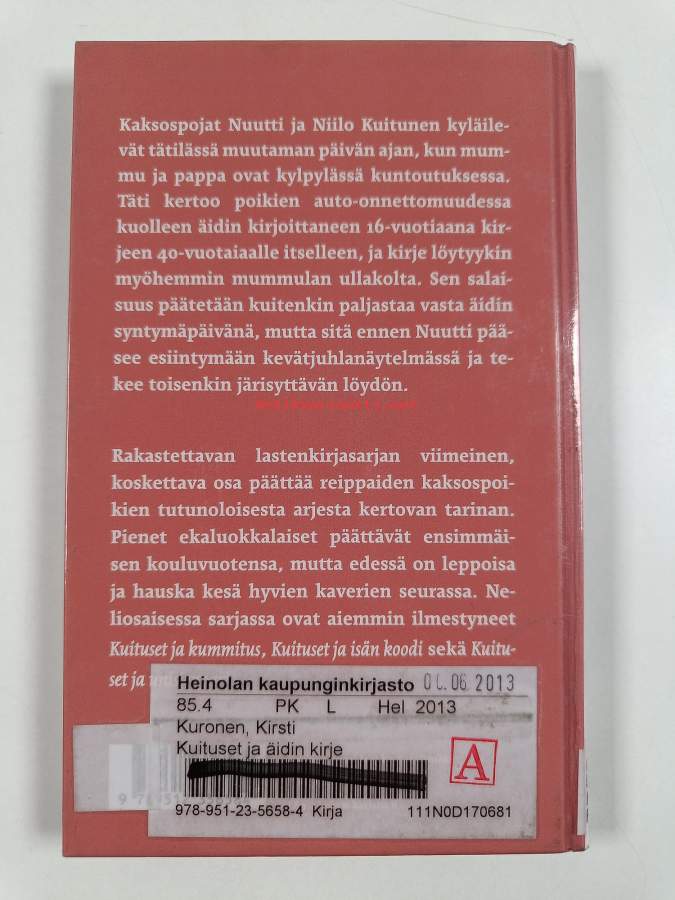 Kaksospojat Nuutti ja Niilo Kuitunen kyläile-
vät tätilässä muutaman päivän ajan, kun mum-
mu ja pappa ovat kylpylässä kuntoutuksessa.
Täti kertoo poikien auto-onnettomuudessa
kuolleen äidin kirjoittaneen 16-vuotiaana kir-
jeen 40-vuotaiaalle itselleen, ja kirje löytyykin
myöhemmin mummulan ullakolta. Sen salai-
suus päätetään kuitenkin paljastaa vasta äidin
syntymäpäivänä, mutta sitä ennen Nuutti pää-
see esiintymään kevätjuhlanäytelmässä ja te-
kee toisenkin järisyttävän löydön.
Rakastettavan lastenkirjasarjan viimeinen,
koskettava osa päättää reippaiden kaksospoi-
kien tutunoloisesta arjesta kertovan tarinan.
Pienet ekaluokkalaiset päättävät ensimmäi-
sen kouluvuotensa, mutta edessä on leppoisa
ja hauska kesä hyvien kaverien seurassa. Ne-
liosaisessa sarjassa ovat aiemmin ilmestyneet
Kuituset ja kummitus, Kuituset ja isän koodi sekä Kuitu-
set ja
Heinolan kaupunginkirjasto 06 2013
85.4 PK L Hel 2013
Kuronen, Kirsti
Kuituset ja äidin kirje
A
978-951-23-5658-4 Kirja 111N0D170681